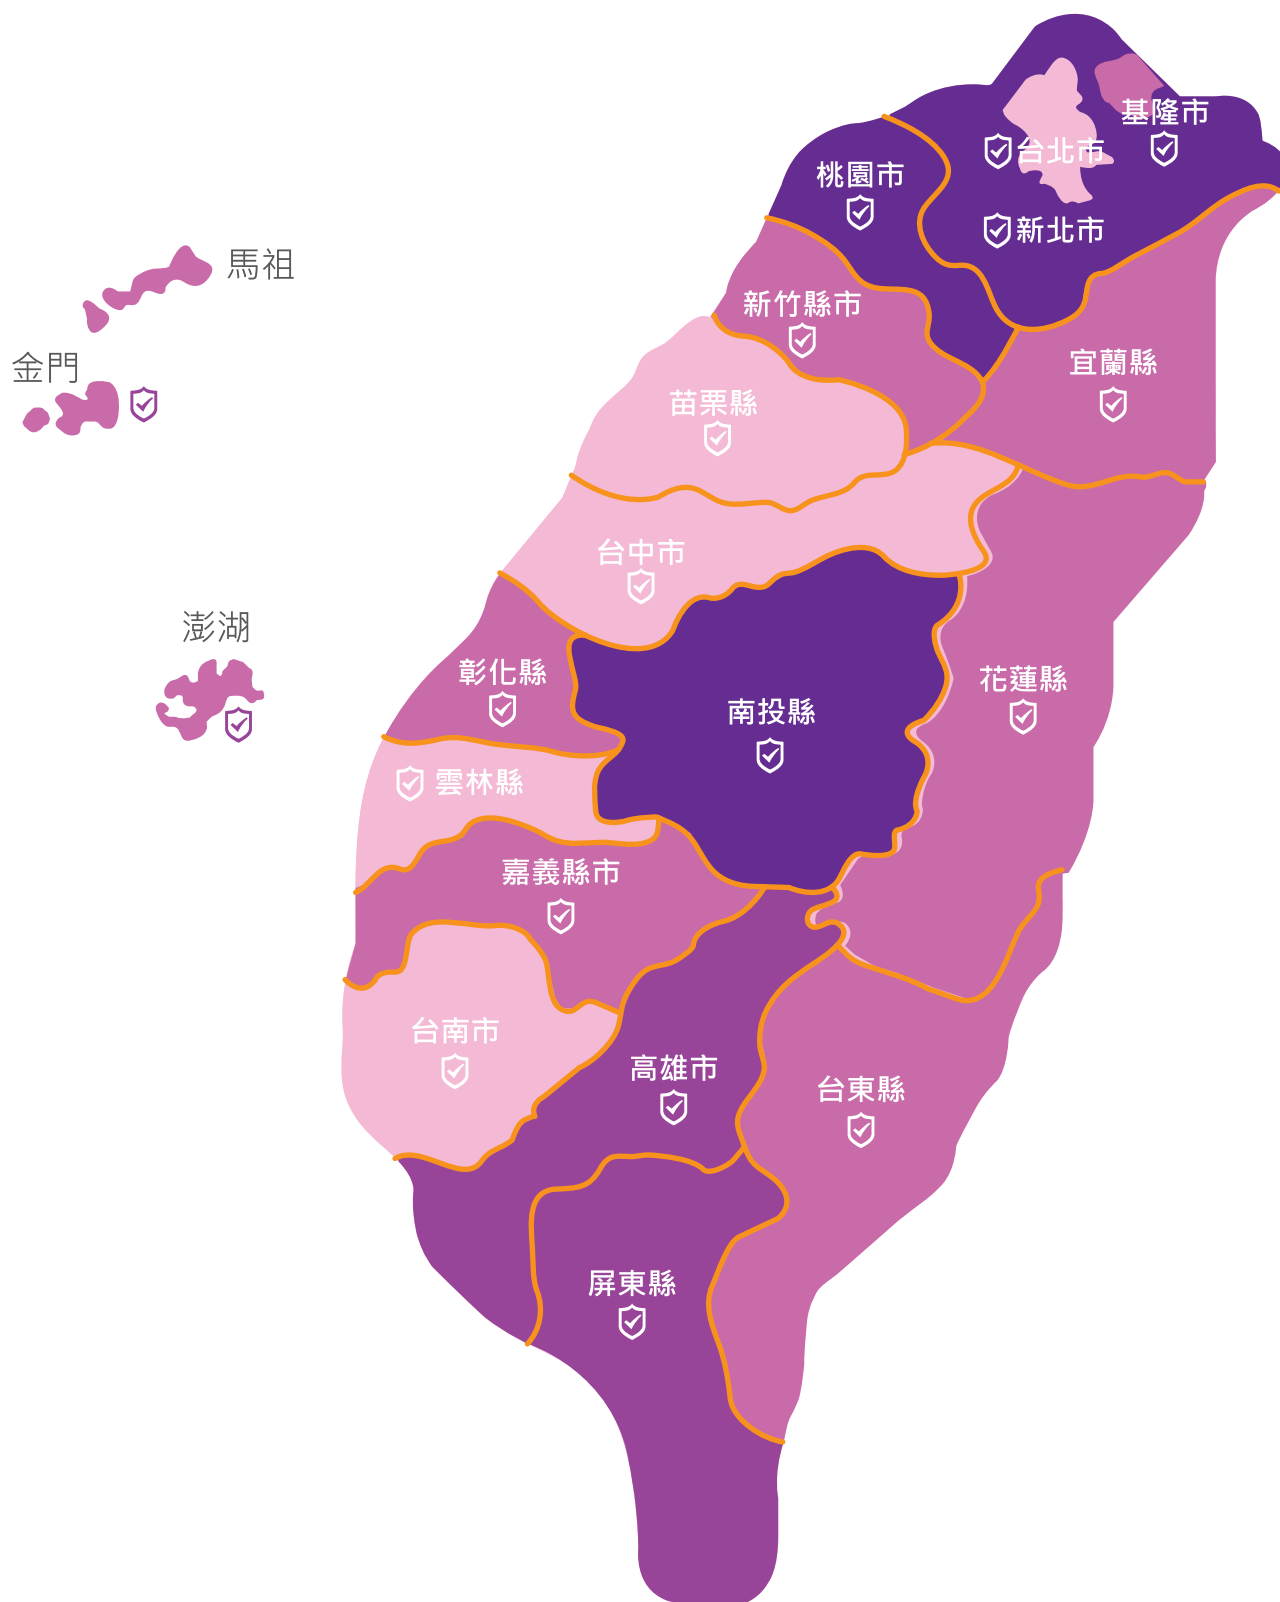 基隆市
台北市
桃園市
新北市
馬祖
新竹縣市
宜蘭縣
金門
苗栗縣
台中市
澎湖
彰化縣
花蓮縣
南投縣
雲林縣
嘉義縣市
台南市
高雄市
台東縣
屏東縣